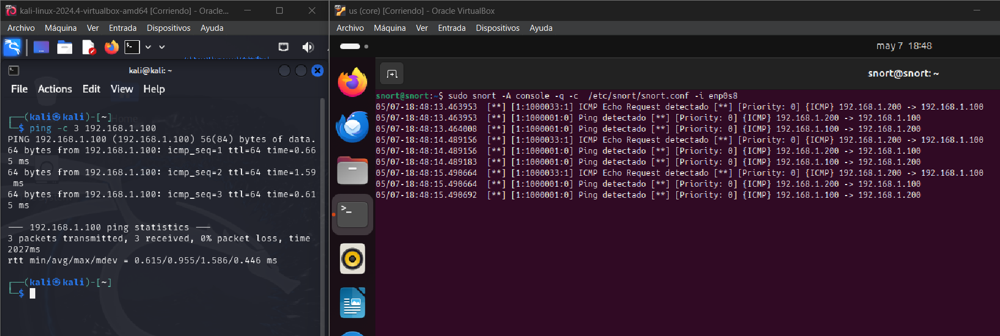 kali-linux-2024.4-virtualbox-amd64 [Corriendo] - Oracle...
Archivo Máquina Ver Entrada Dispositivos Ayuda
kali@kali: ~
File Actions Edit View Help
Home
(kali㉿kali)-[~]
$ ping -c 3 192.168.1.100
PING 192.168.1.100 (192.168.1.100) 56(84) bytes of data.
64 bytes from 192.168.1.100: icmp_seq=1 ttl=64 time=0.66
5 ms
64 bytes from 192.168.1.100: icmp_seq=2 ttl=64 time=1.59
ms
64 bytes from 192.168.1.100: icmp_seq=3 ttl=64 time=0.61
5 ms
--- 192.168.1.100 ping statistics ---
3 packets transmitted, 3 received, 0% packet loss, time
2027ms
rtt min/avg/max/mdev = 0.615/0.955/1.586/0.446 ms
(kali㉿kali)-[~]
$
us (core) [Corriendo] - Oracle VirtualBox
Archivo Máquina Ver Entrada Dispositivos Ayuda
may 7 18:48
snort@snort: ~
snort@snort:~$ sudo snort -A console -q -c  /etc/snort/snort.conf -i enp0s8
05/07-18:48:13.463953  [**] [1:1000033:1] ICMP Echo Request detectado [**] [Priority: 0] {ICMP} 192.168.1.200 -> 192.168.1.100
05/07-18:48:13.463953  [**] [1:1000001:0] Ping detectado [**] [Priority: 0] {ICMP} 192.168.1.200 -> 192.168.1.100
05/07-18:48:13.464008  [**] [1:1000001:0] Ping detectado [**] [Priority: 0] {ICMP} 192.168.1.100 -> 192.168.1.200
05/07-18:48:14.489156  [**] [1:1000033:1] ICMP Echo Request detectado [**] [Priority: 0] {ICMP} 192.168.1.200 -> 192.168.1.100
05/07-18:48:14.489156  [**] [1:1000001:0] Ping detectado [**] [Priority: 0] {ICMP} 192.168.1.200 -> 192.168.1.100
05/07-18:48:14.489183  [**] [1:1000001:0] Ping detectado [**] [Priority: 0] {ICMP} 192.168.1.100 -> 192.168.1.200
05/07-18:48:15.490664  [**] [1:1000033:1] ICMP Echo Request detectado [**] [Priority: 0] {ICMP} 192.168.1.200 -> 192.168.1.100
05/07-18:48:15.490664  [**] [1:1000001:0] Ping detectado [**] [Priority: 0] {ICMP} 192.168.1.200 -> 192.168.1.100
05/07-18:48:15.490692  [**] [1:1000001:0] Ping detectado [**] [Priority: 0] {ICMP} 192.168.1.100 -> 192.168.1.200